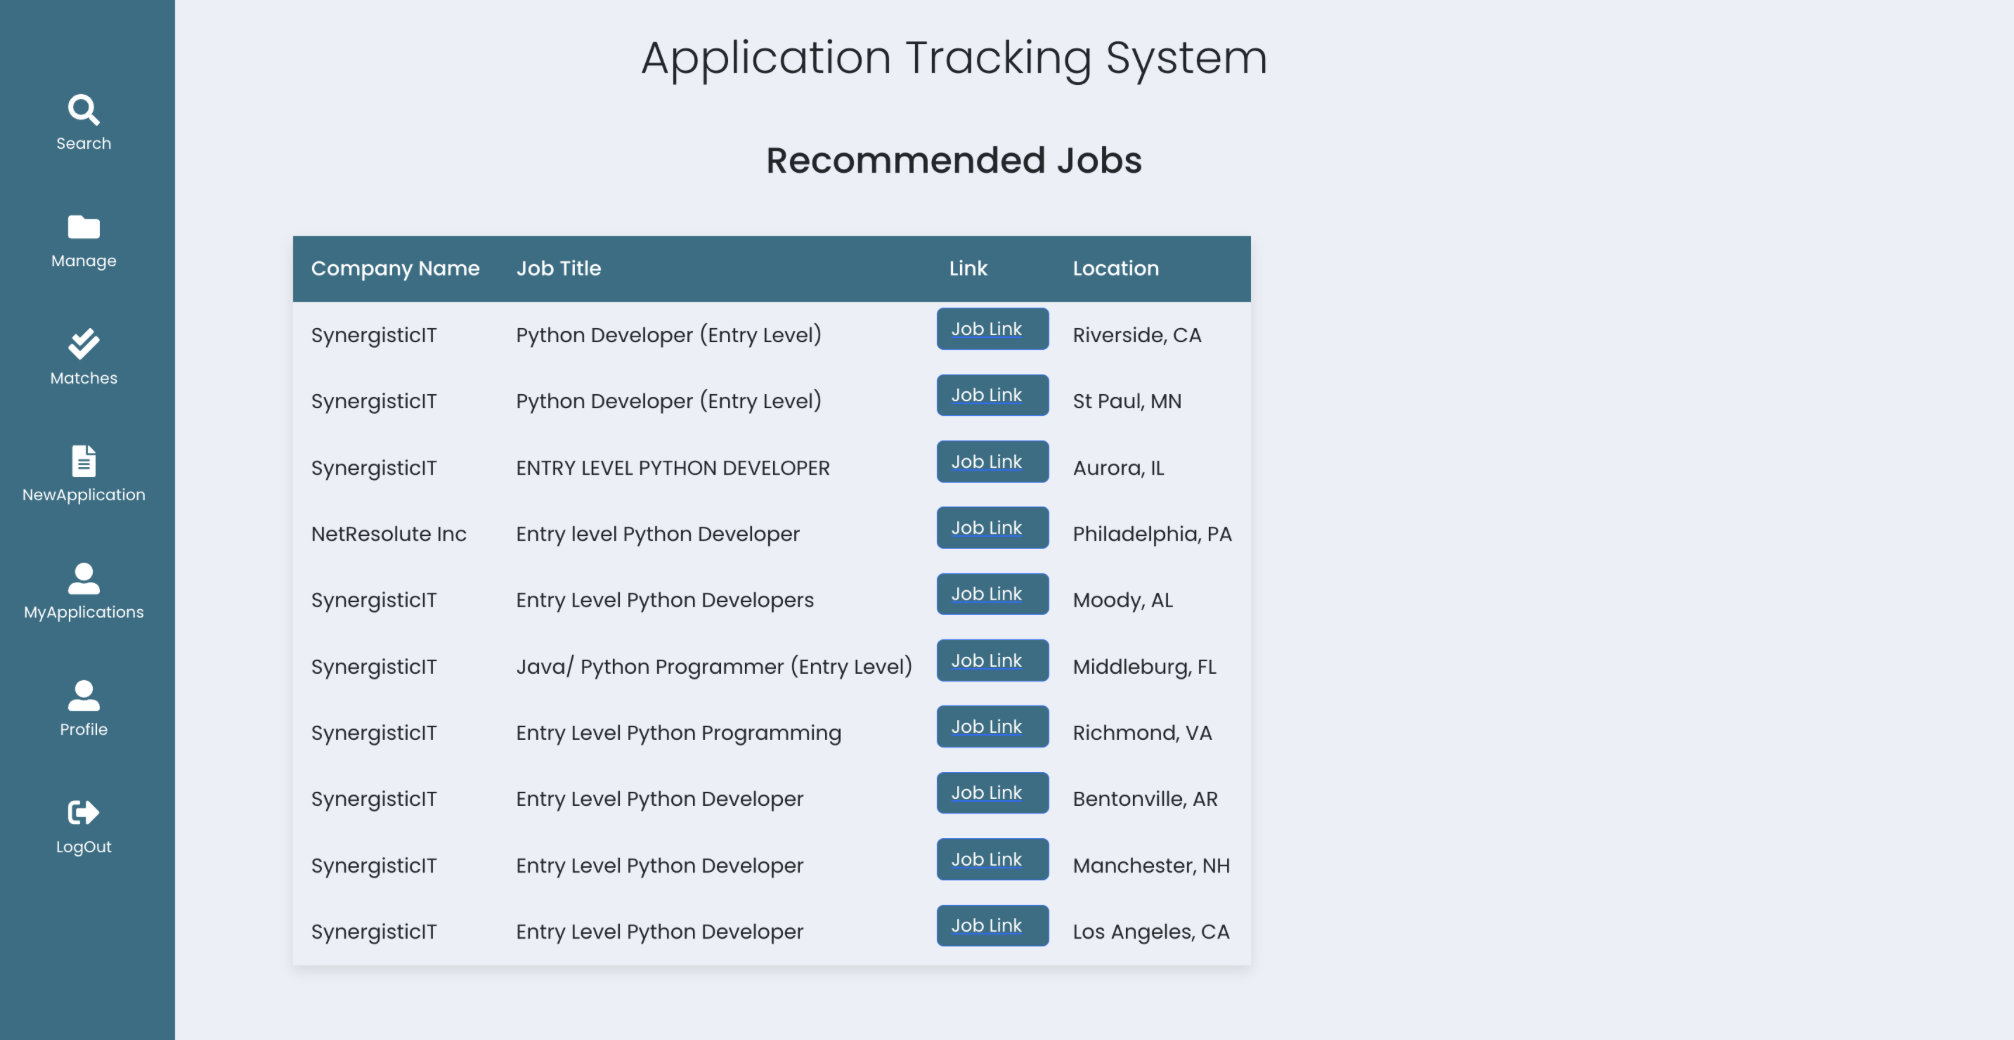 Application Tracking System
Recommended Jobs
Search
Manage
Matches
NewApplication
MyApplications
Profile
LogOut
Company Name Job Title Link Location
SynergisticIT Python Developer (Entry Level) Job Link Riverside, CA
SynergisticIT Python Developer (Entry Level) Job Link St Paul, MN
SynergisticIT ENTRY LEVEL PYTHON DEVELOPER Job Link Aurora, IL
NetResolute Inc Entry level Python Developer Job Link Philadelphia, PA
SynergisticIT Entry Level Python Developers Job Link Moody, AL
SynergisticIT Java/ Python Programmer (Entry Level) Job Link Middleburg, FL
SynergisticIT Entry Level Python Programming Job Link Richmond, VA
SynergisticIT Entry Level Python Developer Job Link Bentonville, AR
SynergisticIT Entry Level Python Developer Job Link Manchester, NH
SynergisticIT Entry Level Python Developer Job Link Los Angeles, CA